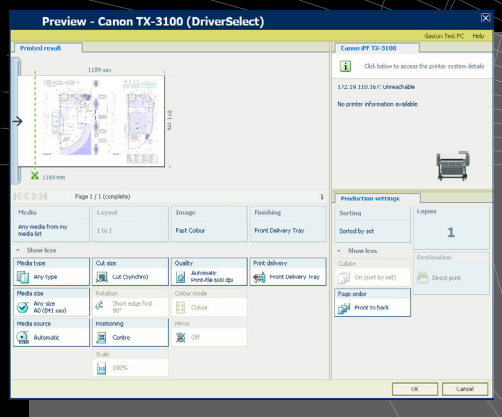 Preview - Canon TX-3100 (DriverSelect)
Gaston Test PC Help
Printed result
1189 mm
841 mm
1189 mm
Page 1 / 1 (complete)
Canon iPF TX-3100
Click below to access the printer system details
172.19.110.167: Unreachable
No printer information available
Media
Any media from my media list
Layout
1 to 1
Image
Fast Colour
Finishing
Front Delivery Tray
Show less
Media type
Any type
Cut size
Cut (Synchro)
Quality
Automatic
Print-file 600 dpi
Print delivery
Front Delivery Tray
Media size
Any size
A0 (841 mm)
Rotation
Short edge first
90°
Colour mode
Colour
Media source
Automatic
Positioning
Centre
Mirror
Off
Scale
1:1
100%
Production settings
Sorting
Sorted by set
Copies
1
Show less
Collate
On (sort by set)
Destination
Direct print
Page order
Front to back
OK
Cancel